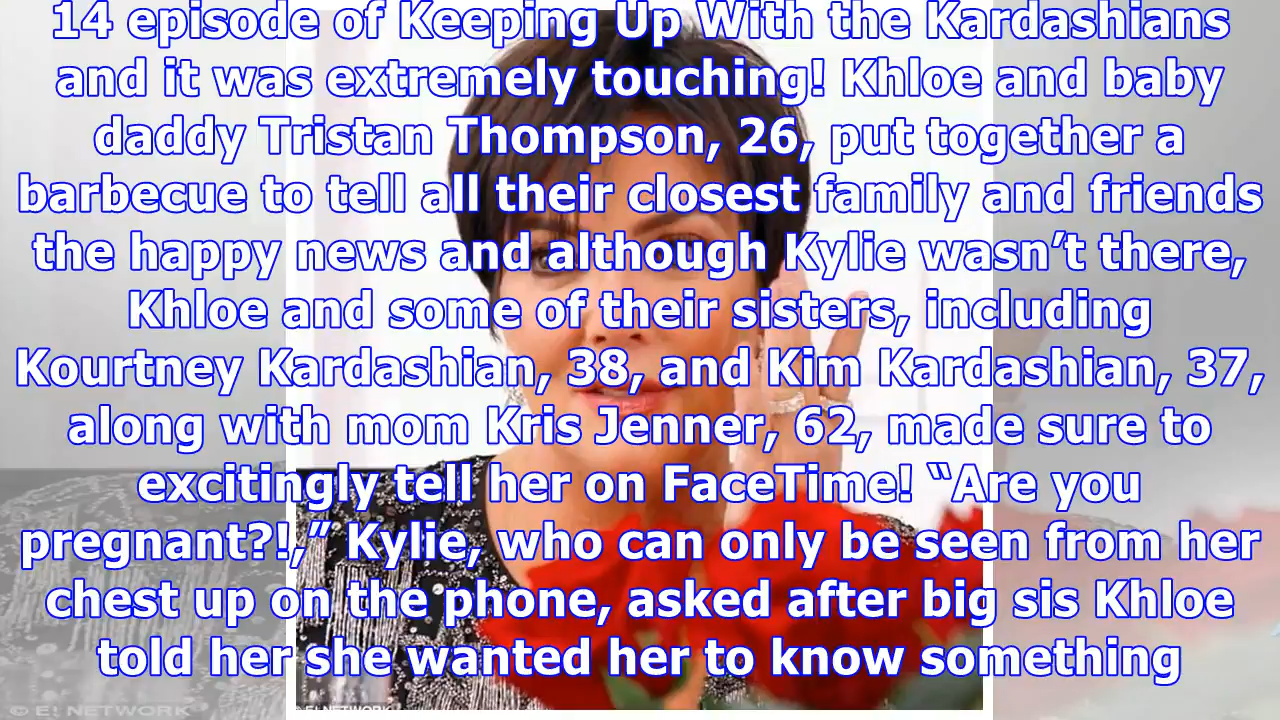 14 episode of Keeping Up With the Kardashians
and it was extremely touching! Khloe and baby
daddy Tristan Thompson, 26, put together a
barbecue to tell all their closest family and friends
the happy news and although Kylie wasn’t there,
Khloe and some of their sisters, including
Kourtney Kardashian, 38, and Kim Kardashian, 37,
along with mom Kris Jenner, 62, made sure to
excitingly tell her on FaceTime! “Are you
pregnant?!,” Kylie, who can only be seen from her
chest up on the phone, asked after big sis Khloe
told her she wanted her to know something
© E! NETWORK
© E! NETWORK